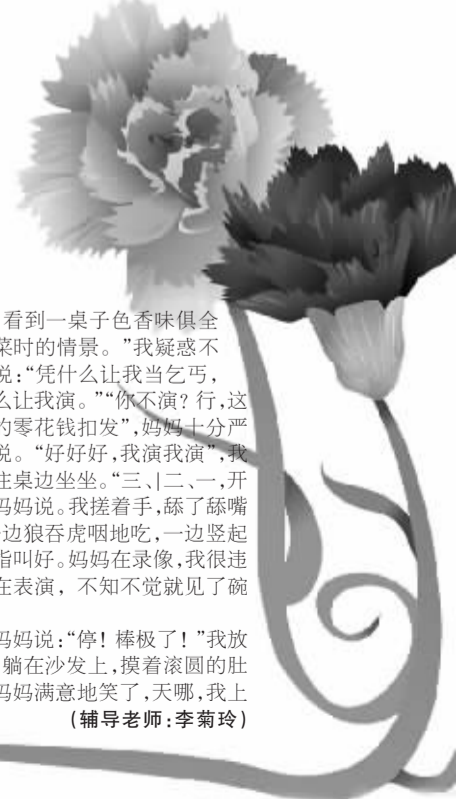 看到一桌子色香味俱全
菜时的情景。”我疑惑不
说：“凭什么让我当乞丐，
么让我演。”“你不演？行，这
的零花钱扣发”，妈妈十分严
说。“好好好，我演我演”，我
往桌边坐坐。“三、|二、一，开
妈妈说。我搓着手，舔了舔嘴
边狼吞虎咽地吃，一边竖起
指叫好。妈妈在录像，我很违
在表演，不知不觉就见了碗
妈妈说：“停！棒极了！”我放
躺在沙发上，摸着滚圆的肚
妈妈满意地笑了，天哪，我上
（辅导老师：李菊玲）